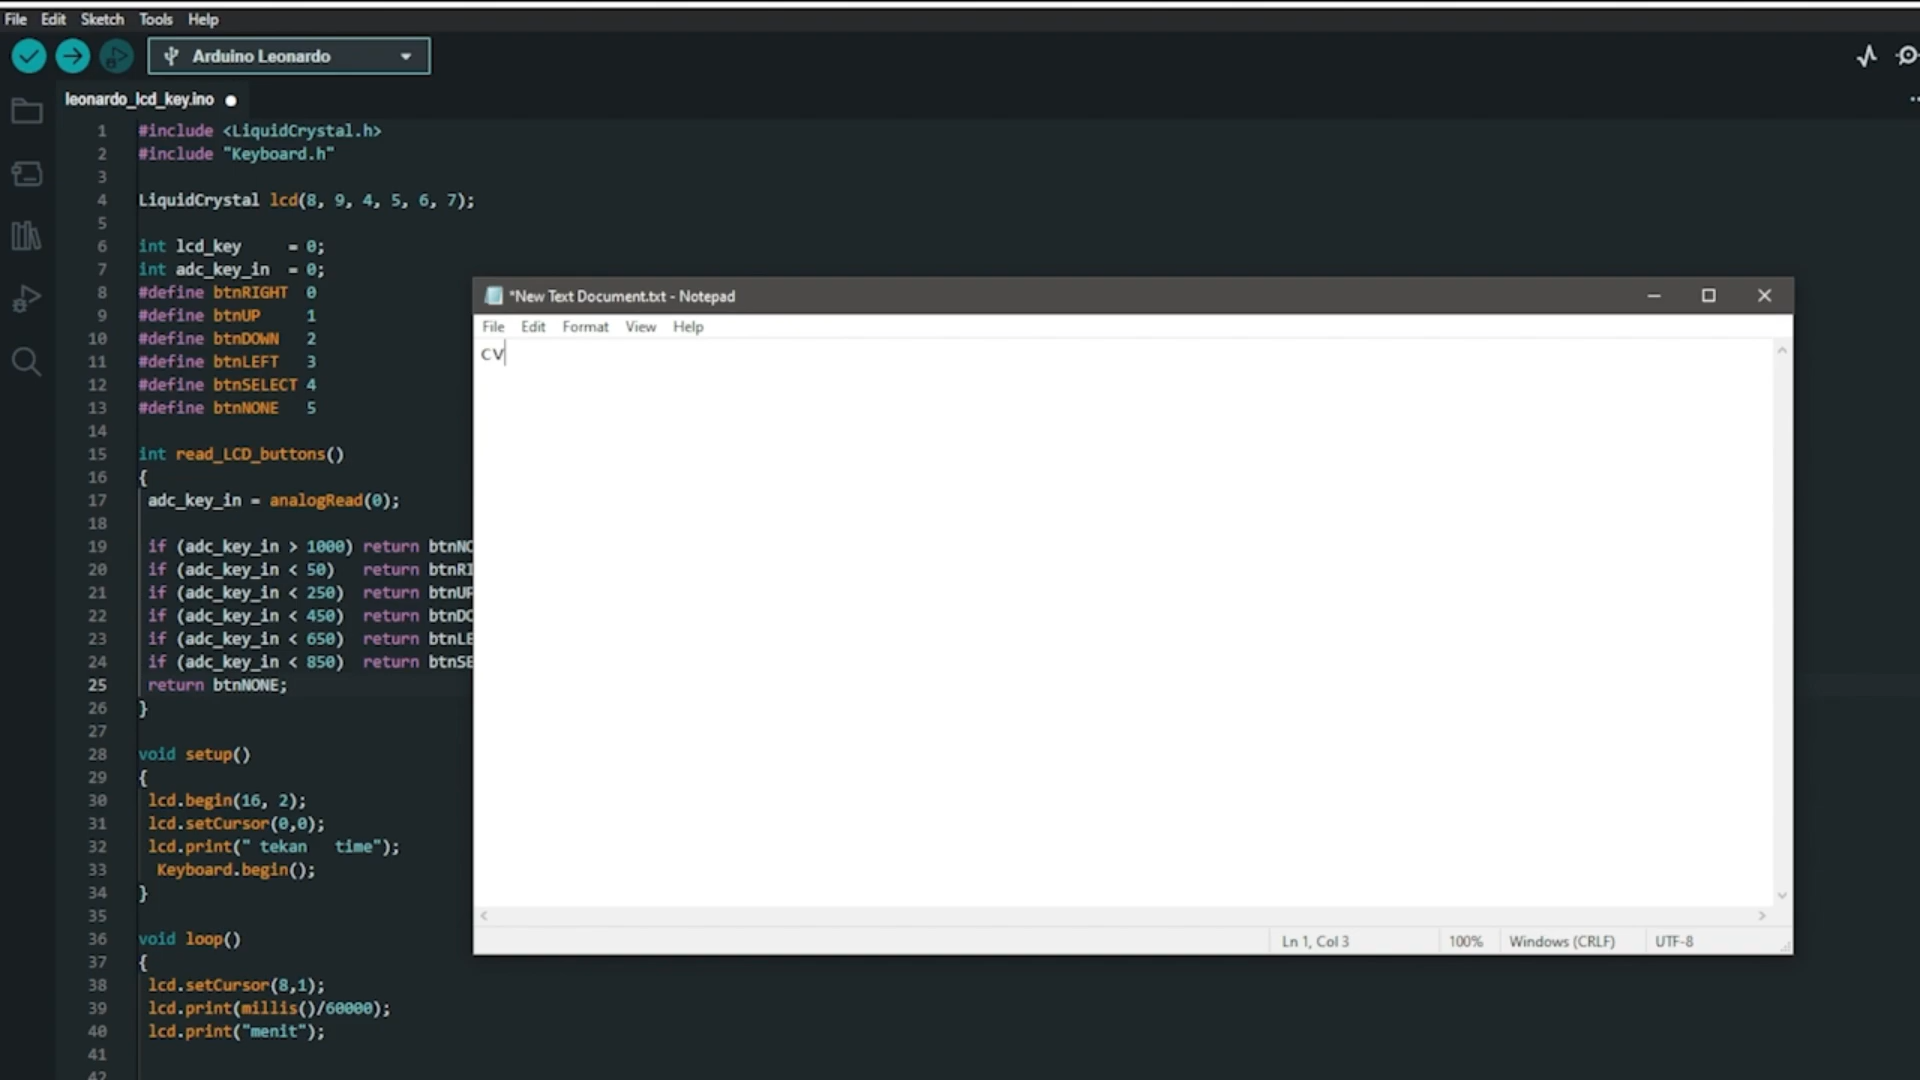 File Edit Sketch Tools Help
Arduino Leonardo
leonardo_lcd_key.ino
1 #include <LiquidCrystal.h>
2 #include "Keyboard.h"
3
4 LiquidCrystal lcd(8, 9, 4, 5, 6, 7);
5
6 int lcd_key     = 0;
7 int adc_key_in  = 0;
8 #define btnRIGHT  0
9 #define btnUP     1
10 #define btnDOWN   2
11 #define btnLEFT   3
12 #define btnSELECT 4
13 #define btnNONE   5
14
15 int read_LCD_buttons()
16 {
17 adc_key_in = analogRead(0);
18
19 if (adc_key_in > 1000) return btnNO
20 if (adc_key_in < 50)   return btnRI
21 if (adc_key_in < 250)  return btnUP
22 if (adc_key_in < 450)  return btnDO
23 if (adc_key_in < 650)  return btnLE
24 if (adc_key_in < 850)  return btnSE
25 return btnNONE;
26 }
27
28 void setup()
29 {
30 lcd.begin(16, 2);
31 lcd.setCursor(0,0);
32 lcd.print(" tekan   time");
33 Keyboard.begin();
34 }
35
36 void loop()
37 {
38 lcd.setCursor(8,1);
39 lcd.print(millis()/60000);
40 lcd.print("menit");
41
42
*New Text Document.txt - Notepad
File Edit Format View Help
CV
Ln 1, Col 3 100% Windows (CRLF) UTF-8